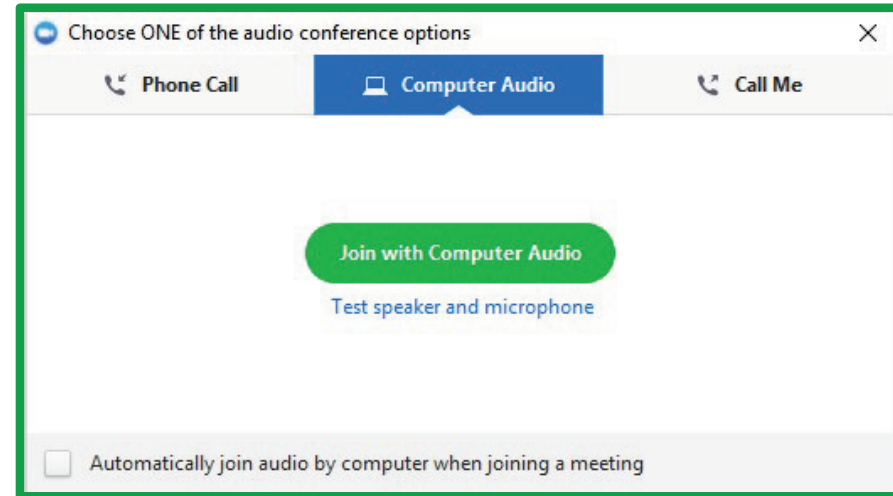 Choose ONE of the audio conference options
Phone Call
Computer Audio
Call Me
Join with Computer Audio
Test speaker and microphone
Automatically join audio by computer when joining a meeting